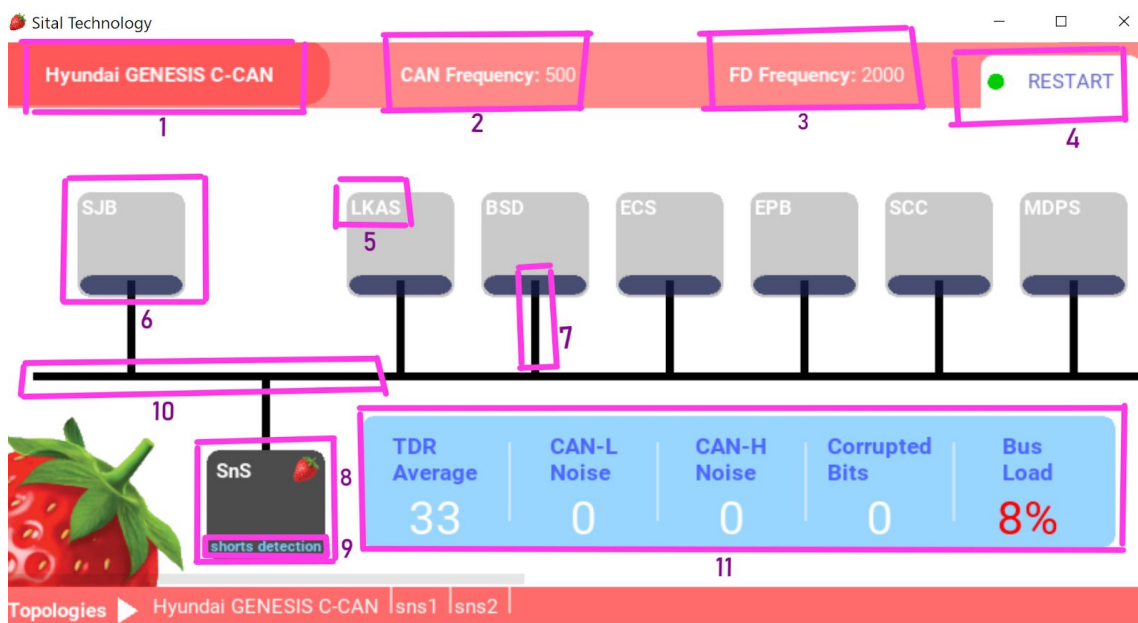 Sital Technology
Hyundai GENESIS C-CAN
CAN Frequency: 500
FD Frequency: 2000
RESTART
1
2
3
4
SJB
LKAS
BSD
ECS
EPB
SCC
MDPS
5
6
7
10
SnS
shorts detection
8
9
TDR Average
33
CAN-L Noise
0
CAN-H Noise
0
Corrupted Bits
0
Bus Load
8%
11
Topologies
Hyundai GENESIS C-CAN
sns1
sns2